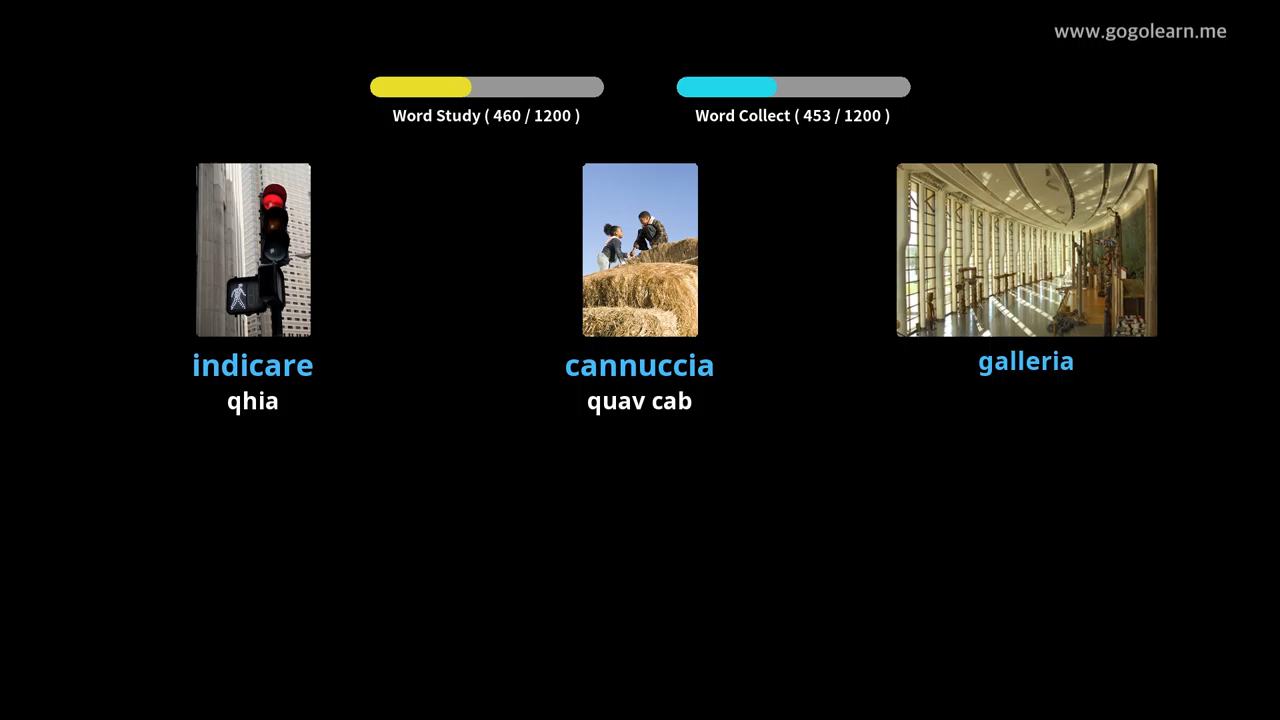 www.gogolearn.me
Word Study ( 460 / 1200 )
Word Collect ( 453 / 1200 )
indicare
qhia
cannuccia
quav cab
galleria